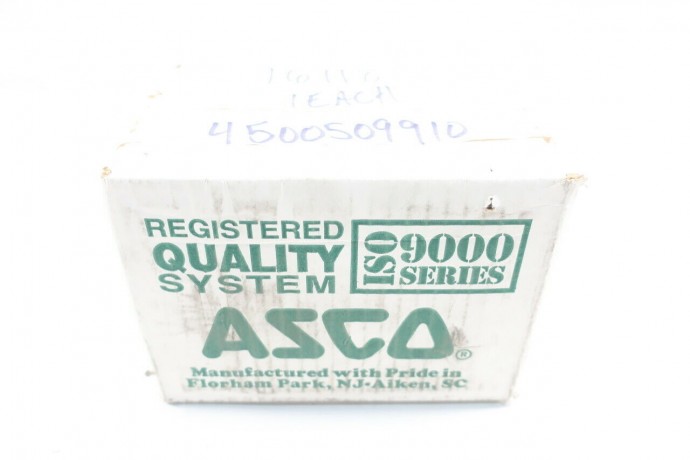 1 EACH
4500509910
REGISTERED
QUALITY
SYSTEM
ISO
9000
SERIES
ASCO®
Manufactured with Pride in
Florham Park, NJ-Aiken, SC